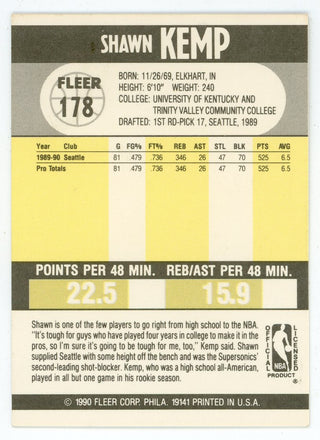 SHAWN KEMP
FLEER
178
BORN: 11/26/69, ELKHART, IN
HEIGHT: 6'10" WEIGHT: 240
COLLEGE: UNIVERSITY OF KENTUCKY AND
TRINITY VALLEY COMMUNITY COLLEGE
DRAFTED: 1ST RD-PICK 17, SEATTLE, 1989
Year Club G FG% FT% REB AST STL BLK PTS AVG
1989-90 Seattle 81 .479 .736 346 26 47 70 525 6.5
Pro Totals 81 .479 .736 346 26 47 70 525 6.5
POINTS PER 48 MIN. REB/AST PER 48 MIN.
22.5 15.9
Shawn is one of the few players to go right from high school to the NBA.
"It's tough for guys who have played four years in college to make it in the
pros, so I'm sure it's going to be tough for me, too," Kemp said. Shawn
supplied Seattle with some height off the bench and was the Supersonics'
second-leading shot-blocker. Kemp, who was a high school all-American,
played in all but one game in his rookie season.
OFFICIAL LICENSED
NBA
PRODUCT
© 1990 FLEER CORP. PHILA. 19141 PRINTED IN U.S.A.